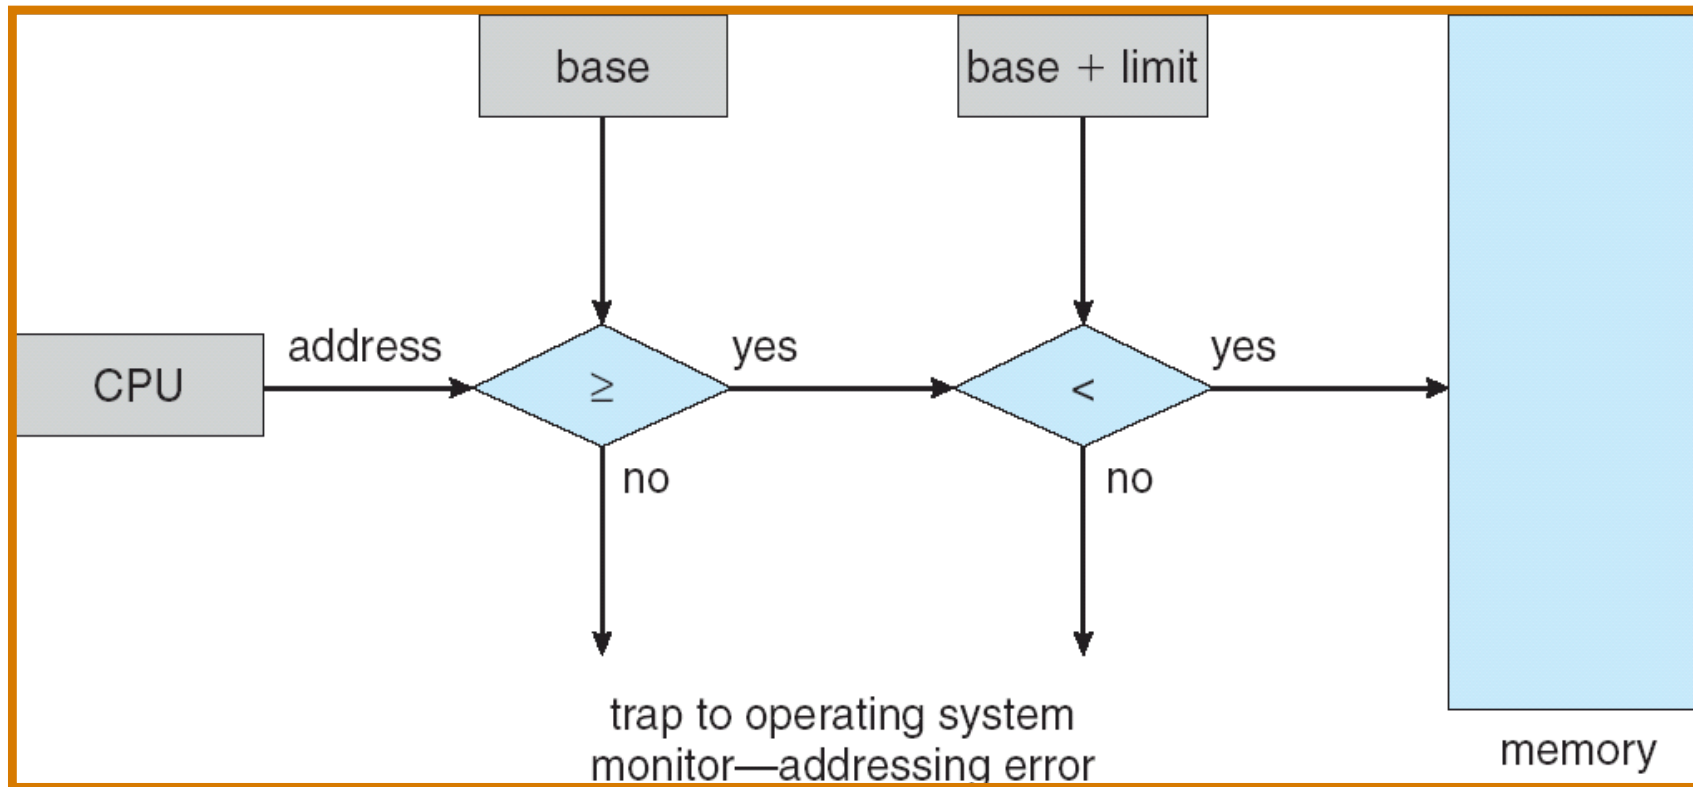 base
base + limit
CPU
address
≥
yes
<
yes
no
no
trap to operating system
monitor—addressing error
memory